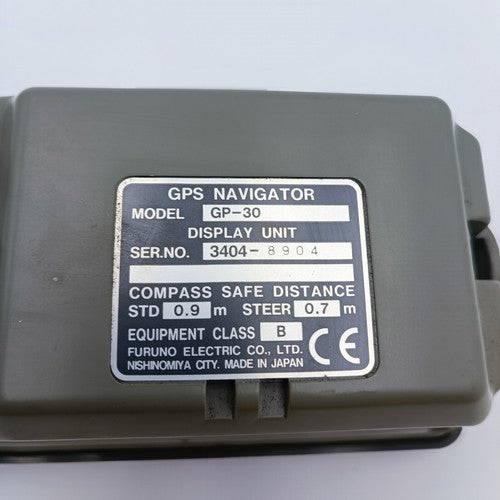 GPS NAVIGATOR
MODEL GP-30
DISPLAY UNIT
SER.NO. 3404-8904
COMPASS SAFE DISTANCE
STD 0.9 m STEER 0.7 m
EQUIPMENT CLASS B
FURUNO ELECTRIC CO., LTD.
NISHINOMIYA CITY. MADE IN JAPAN
CE